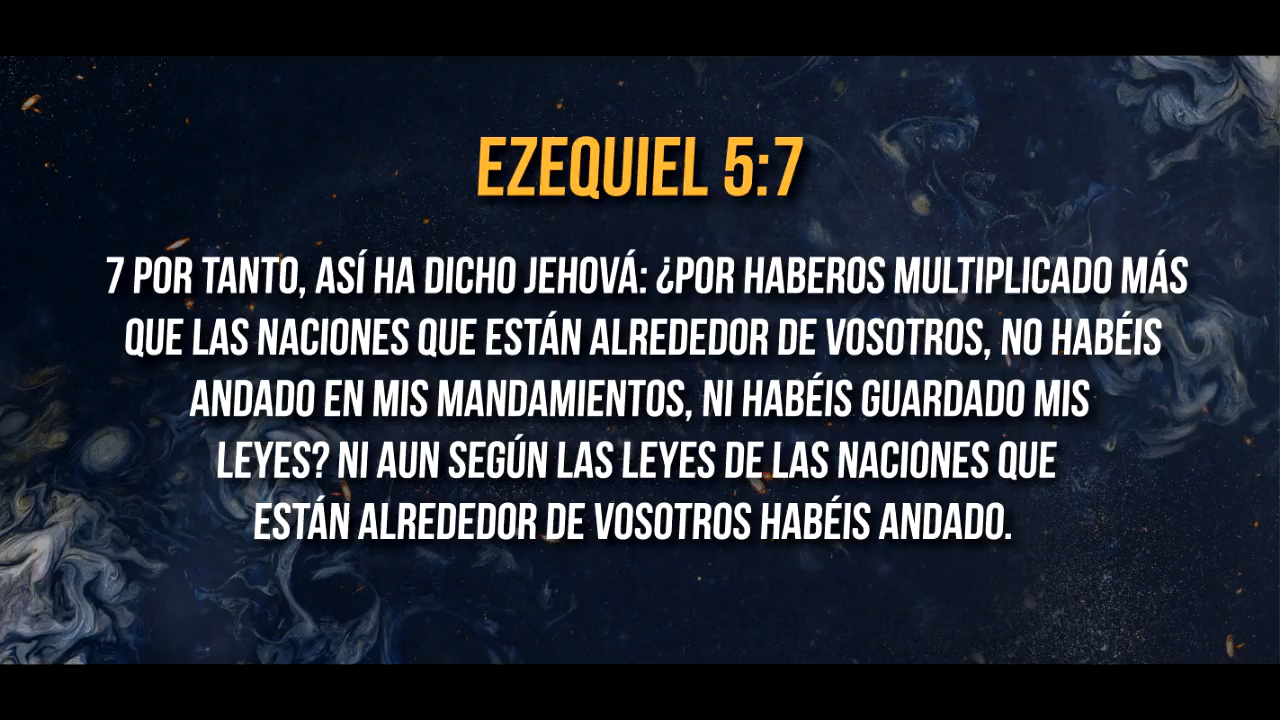 EZEQUIEL 5:7
7 POR TANTO, ASÍ HA DICHO JEHOVÁ: ¿POR HABEROS MULTIPLICADO MÁS
QUE LAS NACIONES QUE ESTÁN ALREDEDOR DE VOSOTROS, NO HABÉIS
ANDADO EN MIS MANDAMIENTOS, NI HABÉIS GUARDADO MIS
LEYES? NI AUN SEGÚN LAS LEYES DE LAS NACIONES QUE
ESTÁN ALREDEDOR DE VOSOTROS HABÉIS ANDADO.